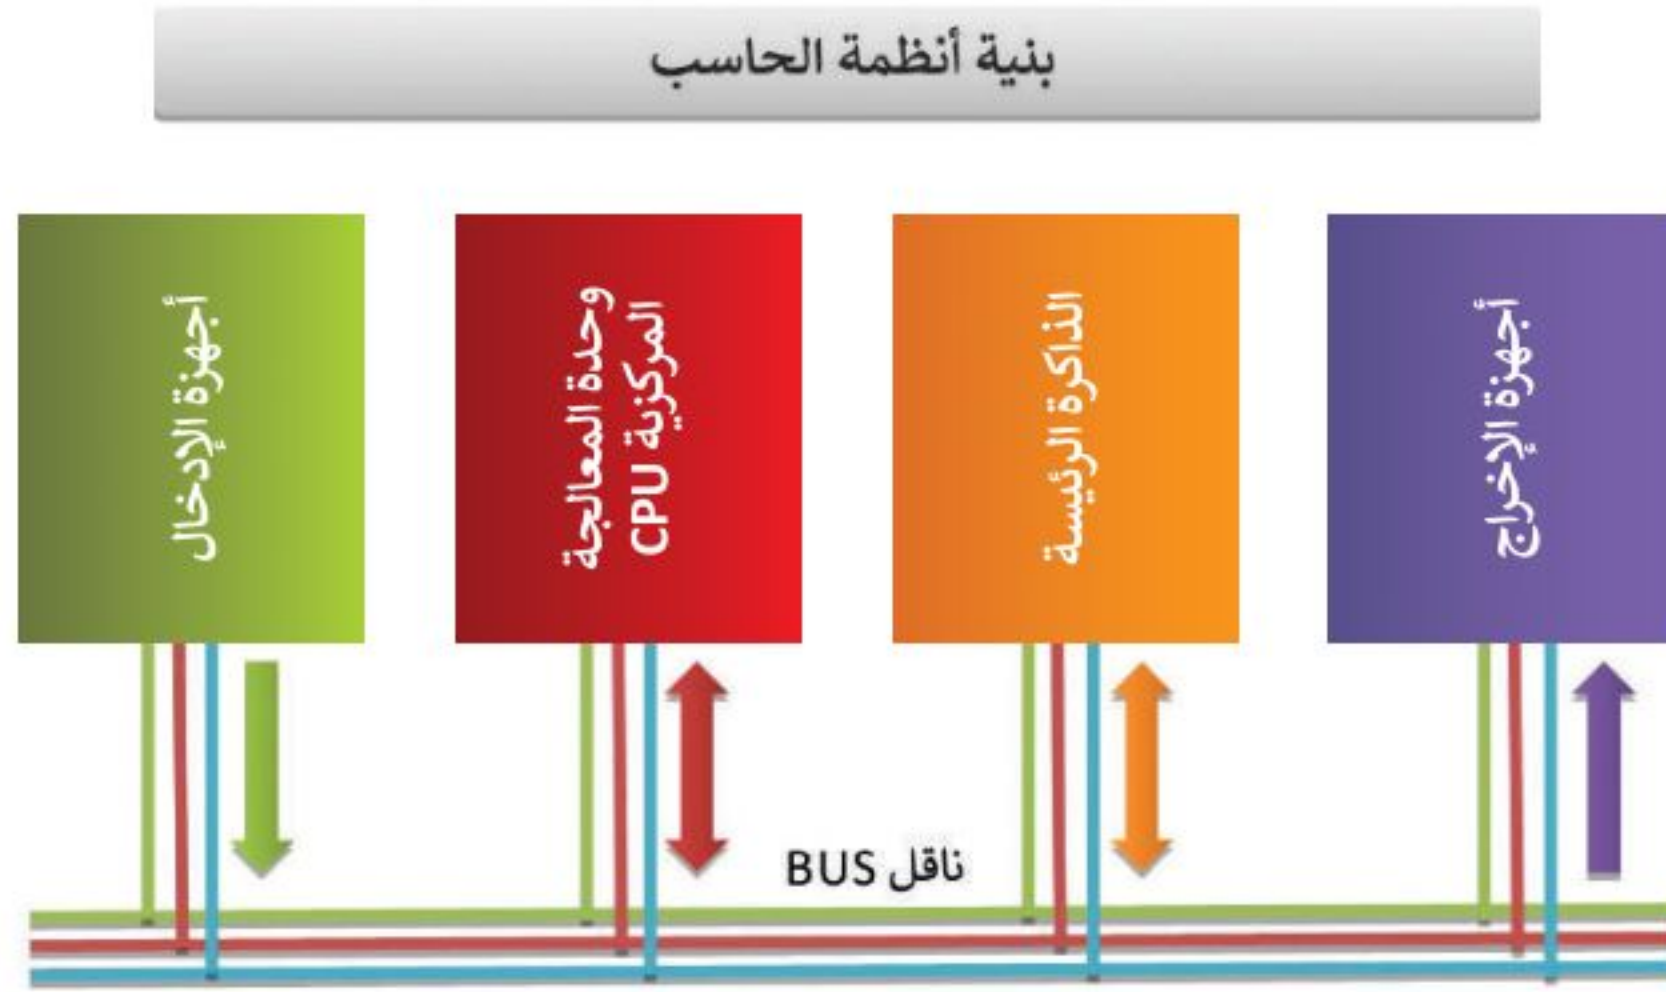 بنية أنظمة الحاسب
أجهزة الإدخال
وحدة المعالجة
المركزية CPU
الذاكرة الرئيسة
أجهزة الإخراج
ناقل BUS